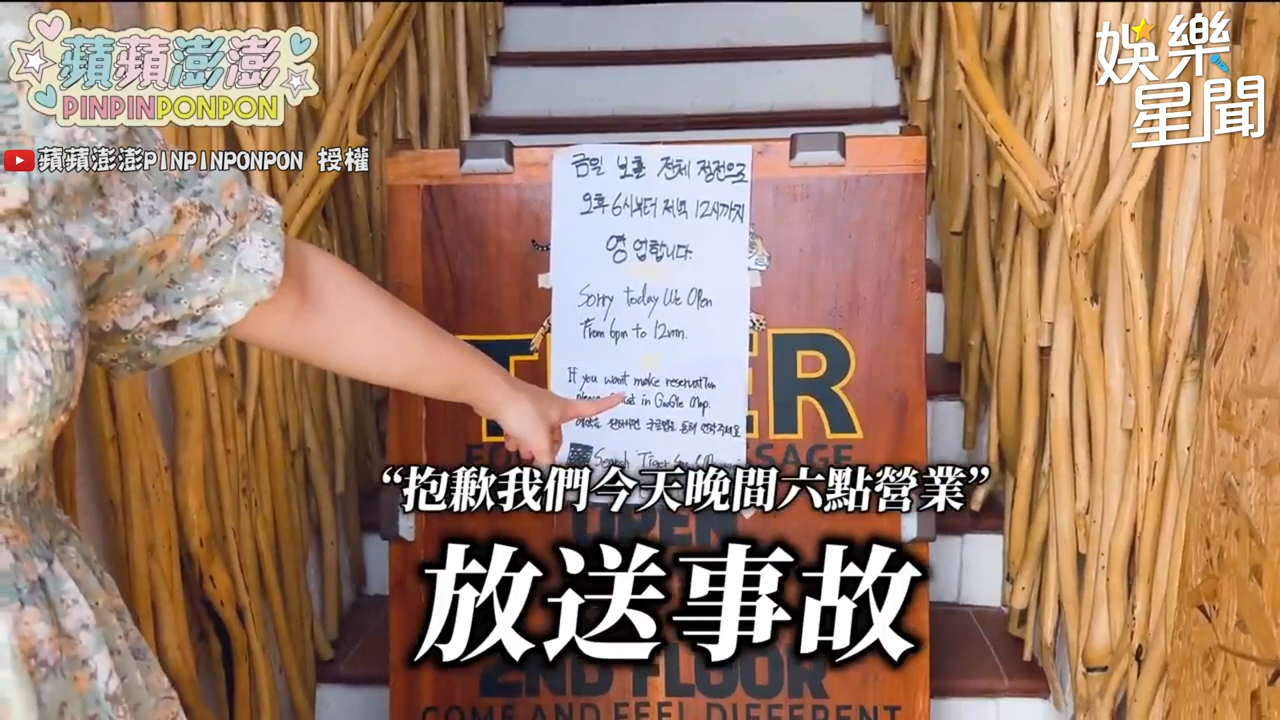 蘋蘋澎澎
PINPINPONPON
蘋蘋澎澎PINPINPONPON 授權
娛樂
星聞
금일 보홀 전체 정전으로
오후 6시부터 저녁 12시까지
영업합니다.
Sorry today We Open
From 6pm to 12mn.
If you want make reservation
please in Google Map.
Search Tiger
“抱歉我們今天晚間六點營業”
放送事故
OPEN
2ND FLOOR
COME AND FEEL DIFFERENT